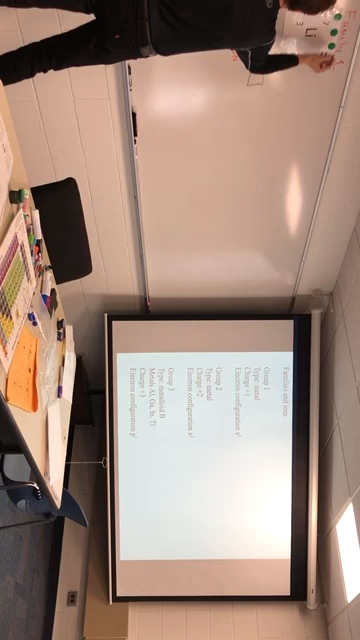 Families and ions
Group 1
Type: metal
Charge +1
Electron configuration s¹
Group 2
Type: metal
Charge +2
Electron configuration s²
Group 3
Type: metalloid B
Metals Al, Ga, In, Tl
Charge +3
Electron configuration p¹
Li